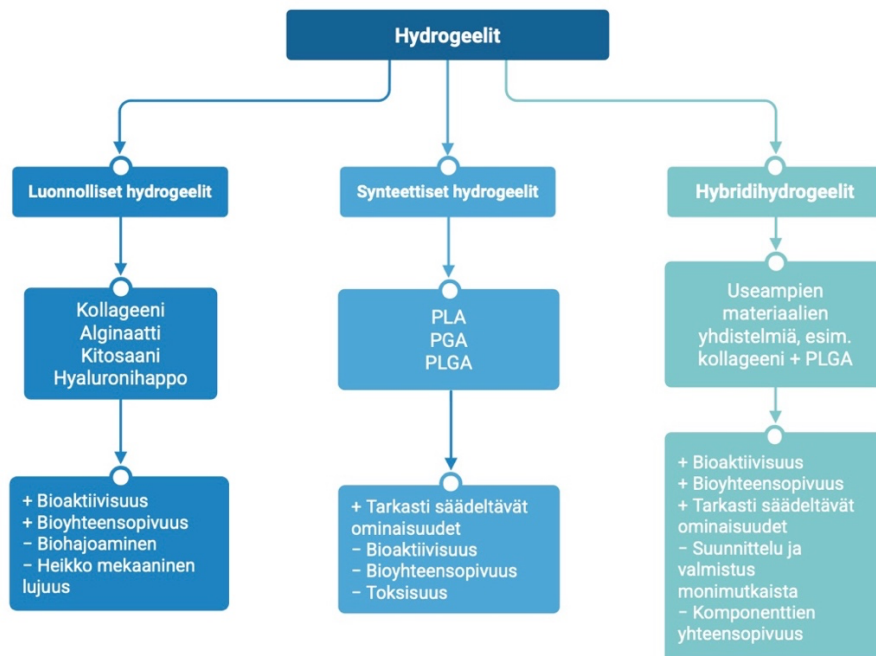 Hydrogeelit
Luonnolliset hydrogeelit
Synteettiset hydrogeelit
Hybridihydrogeelit
Kollageeni
Alginaatti
Kitosaani
Hyaluronihappo
PLA
PGA
PLGA
Useampien
materiaalien
yhdistelmiä, esim.
kollageeni + PLGA
+ Bioaktiivisuus
+ Bioyhteensopivuus
− Biohajoaminen
− Heikko mekaaninen
lujuus
+ Tarkasti säädeltävät
ominaisuudet
− Bioaktiivisuus
− Bioyhteensopivuus
− Toksisuus
+ Bioaktiivisuus
+ Bioyhteensopivuus
+ Tarkasti säädeltävät
ominaisuudet
− Suunnittelu ja
valmistus
monimutkaista
− Komponenttien
yhteensopivuus